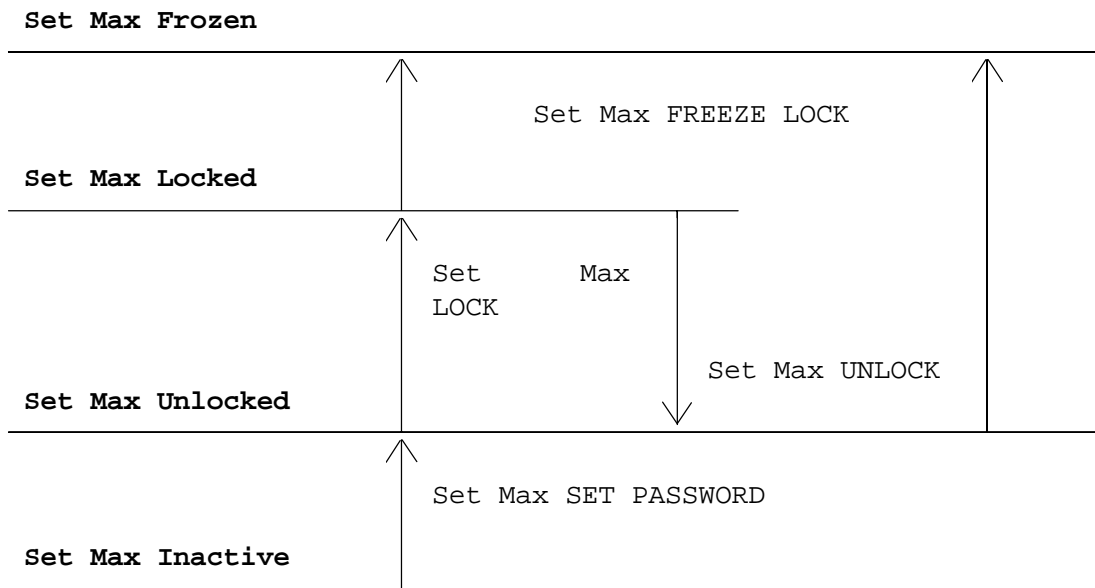 Set Max Frozen
Set Max FREEZE LOCK
Set Max Locked
Set Max
LOCK
Set Max UNLOCK
Set Max Unlocked
Set Max SET PASSWORD
Set Max Inactive